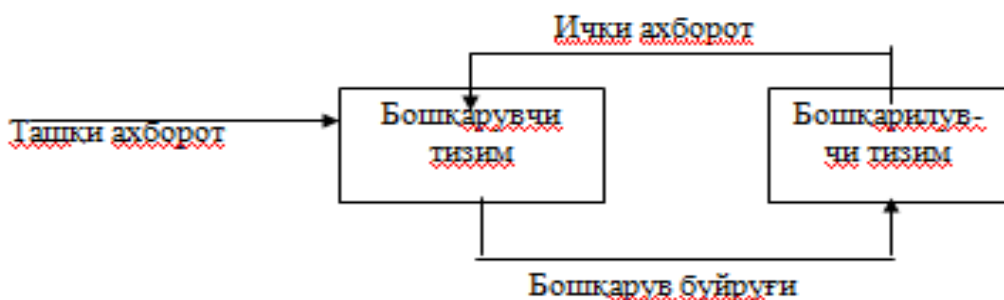 Ички ахборот
Ташқи ахборот
Бошқарувчи
тизим
Бошқарилув-
чи тизим
Бошқарув буйруғи